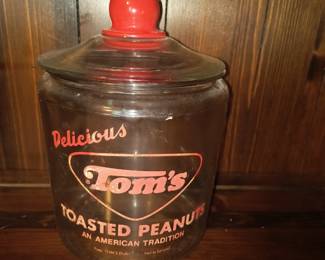 Delicious
Tom's
TOASTED PEANUTS
AN AMERICAN TRADITION